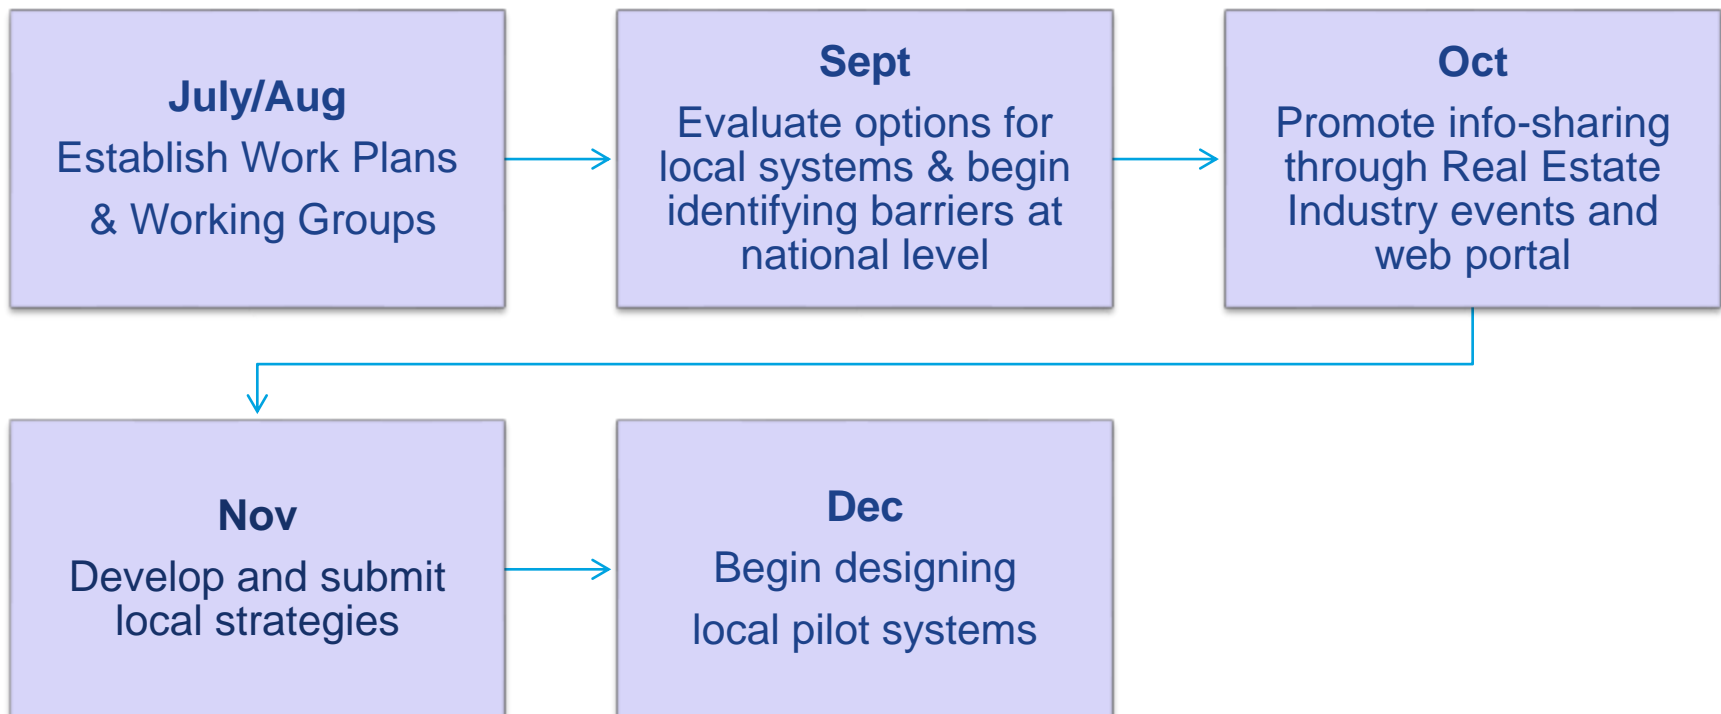 July/Aug
Establish Work Plans
& Working Groups
Sept
Evaluate options for
local systems & begin
identifying barriers at
national level
Oct
Promote info-sharing
through Real Estate
Industry events and
web portal
Nov
Develop and submit
local strategies
Dec
Begin designing
local pilot systems